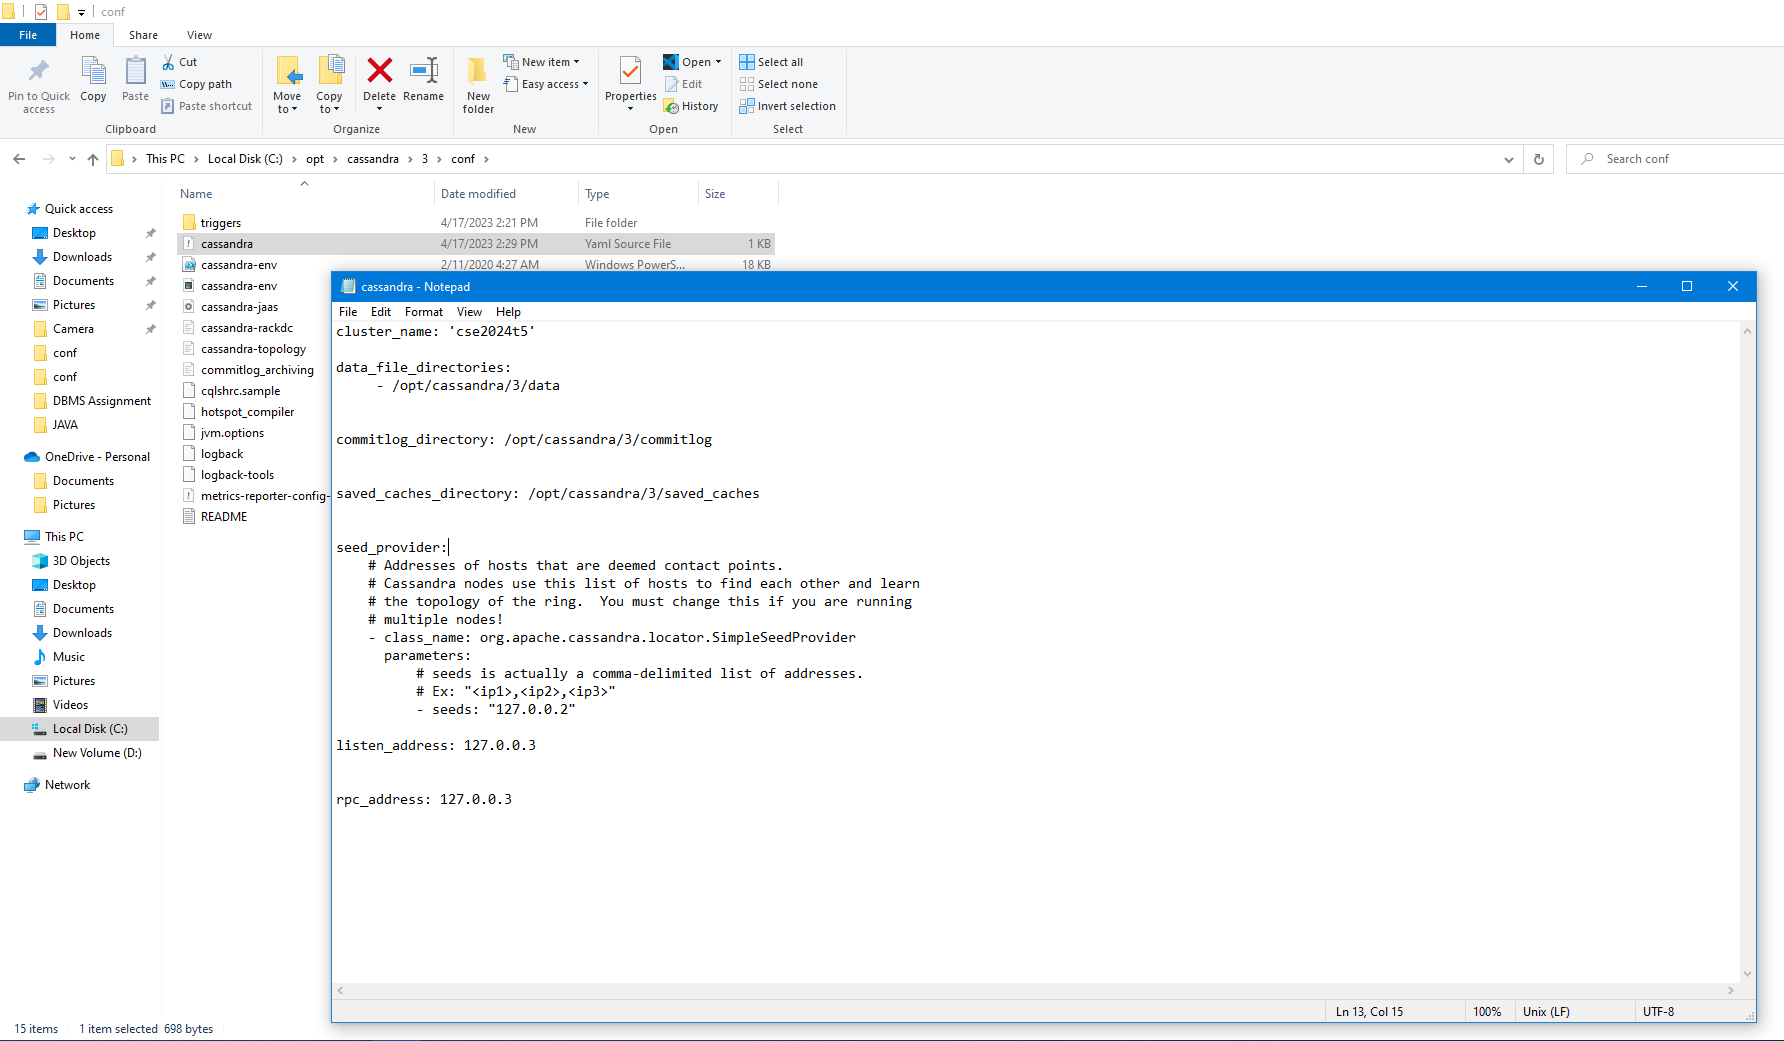 conf
File Home Share View
Pin to Quick access
Copy
Paste
Cut
Copy path
Paste shortcut
Clipboard
Move to
Copy to
Delete
Rename
Organize
New folder
New item
Easy access
New
Properties
Open
Edit
History
Open
Select all
Select none
Invert selection
Select
This PC > Local Disk (C:) > opt > cassandra > 3 > conf >
Search conf
Quick access
Desktop
Downloads
Documents
Pictures
Camera
conf
conf
DBMS Assignment
JAVA
OneDrive - Personal
Documents
Pictures
This PC
3D Objects
Desktop
Documents
Downloads
Music
Pictures
Videos
Local Disk (C:)
New Volume (D:)
Network
Name Date modified Type Size
triggers 4/17/2023 2:21 PM File folder
cassandra 4/17/2023 2:29 PM Yaml Source File 1 KB
cassandra-env 2/11/2020 4:27 AM Windows PowerS... 18 KB
cassandra-env
cassandra-jaas
cassandra-rackdc
cassandra-topology
commitlog_archiving
cqlshrc.sample
hotspot_compiler
jvm.options
logback
logback-tools
metrics-reporter-config-
README
cassandra - Notepad
File Edit Format View Help
cluster_name: 'cse2024t5'
data_file_directories:
- /opt/cassandra/3/data
commitlog_directory: /opt/cassandra/3/commitlog
saved_caches_directory: /opt/cassandra/3/saved_caches
seed_provider:
# Addresses of hosts that are deemed contact points.
# Cassandra nodes use this list of hosts to find each other and learn
# the topology of the ring.  You must change this if you are running
# multiple nodes!
- class_name: org.apache.cassandra.locator.SimpleSeedProvider
parameters:
# seeds is actually a comma-delimited list of addresses.
# Ex: "<ip1>,<ip2>,<ip3>"
- seeds: "127.0.0.2"
listen_address: 127.0.0.3
rpc_address: 127.0.0.3
Ln 13, Col 15 100% Unix (LF) UTF-8
15 items 1 item selected 698 bytes